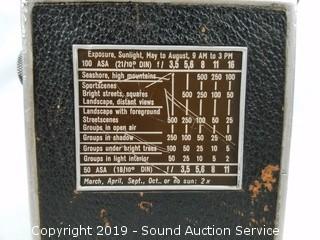 Exposure, Sunlight, May to August, 9 AM to 3 PM
100 ASA (21/10° DIN) f/ 3,5 5,6 8 11 16
Seashore, high mountains 500 250 100
Sportscenes
Bright streets, squares 500 250 100 50
Landscape, distant views
Landscape with foreground
Streetscenes 500 250 100 50 25
Groups in open air
Groups in shadow 250 100 50 25 10
Groups under bright trees 100 50 25 10 5
Groups in light interior 50 25 10 5 2
50 ASA (18/10° DIN) f/ 3,5 5,6 8 11
March, April, Sept., Oct. or no sun: 2x
Copyright 2019 - Sound Auction Service